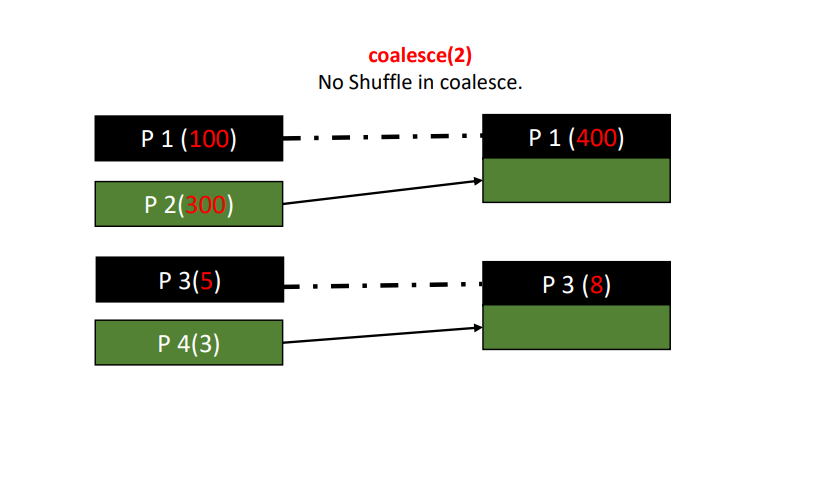 coalesce(2)
No Shuffle in coalesce.
P 1 (100)
P 1 (400)
P 2(300)
P 3(5)
P 3 (8)
P 4(3)